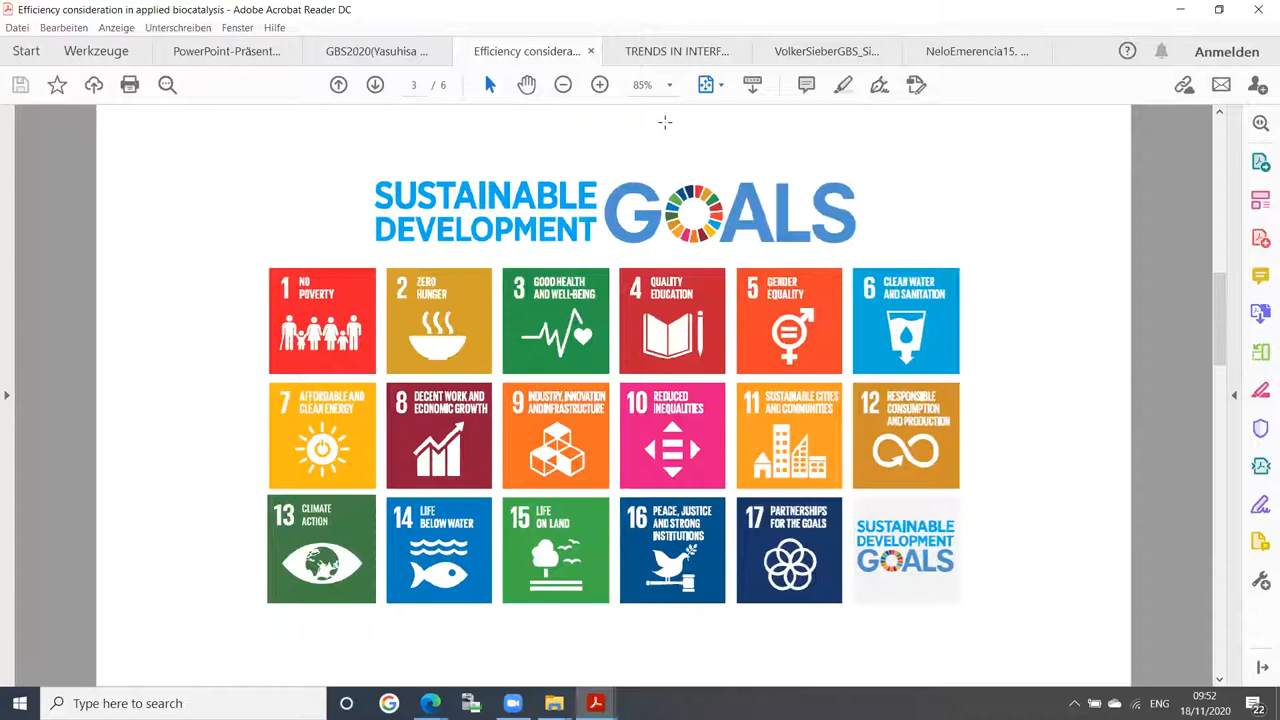 Efficiency consideration in applied biocatalysis - Adobe Acrobat Reader DC
Datei Bearbeiten Anzeige Unterschreiben Fenster Hilfe
Start Werkzeuge PowerPoint-Präsent... GBS2020(Yasuhisa ... Efficiency considera... × TRENDS IN INTERF... VolkerSieberGBS_Si... NeloEmerencia15. ... Anmelden
3 / 6 85%
SUSTAINABLE
DEVELOPMENT
GOALS
1 NO
POVERTY
2 ZERO
HUNGER
3 GOOD HEALTH
AND WELL-BEING
4 QUALITY
EDUCATION
5 GENDER
EQUALITY
6 CLEAN WATER
AND SANITATION
7 AFFORDABLE AND
CLEAN ENERGY
8 DECENT WORK AND
ECONOMIC GROWTH
9 INDUSTRY, INNOVATION
AND INFRASTRUCTURE
10 REDUCED
INEQUALITIES
11 SUSTAINABLE CITIES
AND COMMUNITIES
12 RESPONSIBLE
CONSUMPTION
AND PRODUCTION
13 CLIMATE
ACTION
14 LIFE
BELOW WATER
15 LIFE
ON LAND
16 PEACE, JUSTICE
AND STRONG
INSTITUTIONS
17 PARTNERSHIPS
FOR THE GOALS
SUSTAINABLE
DEVELOPMENT
GOALS
Type here to search
ENG
09:52
18/11/2020
22